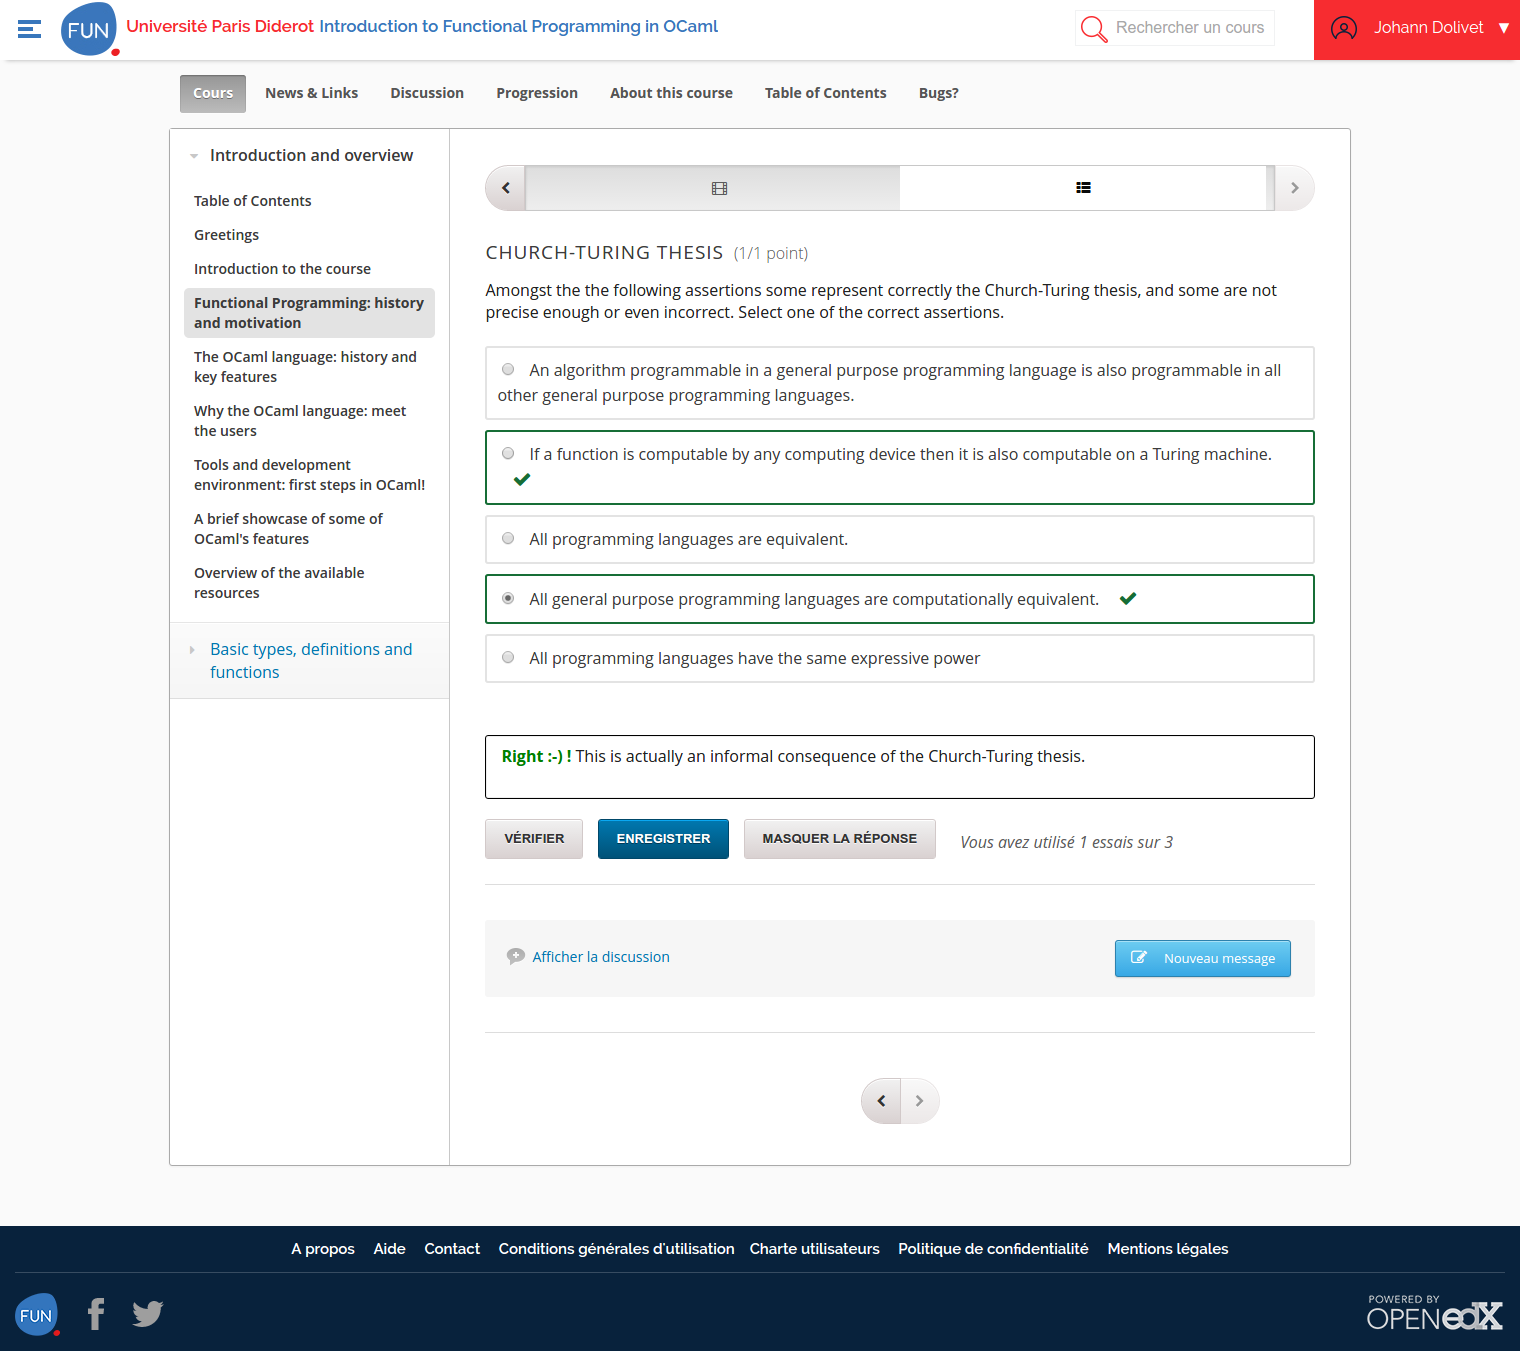 FUN
Université Paris Diderot Introduction to Functional Programming in OCaml
Rechercher un cours
Johann Dolivet ▼
Cours
News & Links
Discussion
Progression
About this course
Table of Contents
Bugs?
Introduction and overview
Table of Contents
Greetings
Introduction to the course
Functional Programming: history
and motivation
The OCaml language: history and
key features
Why the OCaml language: meet
the users
Tools and development
environment: first steps in OCaml!
A brief showcase of some of
OCaml's features
Overview of the available
resources
Basic types, definitions and
functions
CHURCH-TURING THESIS (1/1 point)
Amongst the the following assertions some represent correctly the Church-Turing thesis, and some are not
precise enough or even incorrect. Select one of the correct assertions.
An algorithm programmable in a general purpose programming language is also programmable in all
other general purpose programming languages.
If a function is computable by any computing device then it is also computable on a Turing machine.
All programming languages are equivalent.
All general purpose programming languages are computationally equivalent.
All programming languages have the same expressive power
Right :-) ! This is actually an informal consequence of the Church-Turing thesis.
VÉRIFIER
ENREGISTRER
MASQUER LA RÉPONSE
Vous avez utilisé 1 essais sur 3
Afficher la discussion
Nouveau message
A propos
Aide
Contact
Conditions générales d'utilisation
Charte utilisateurs
Politique de confidentialité
Mentions légales
FUN
POWERED BY
OPEN edX